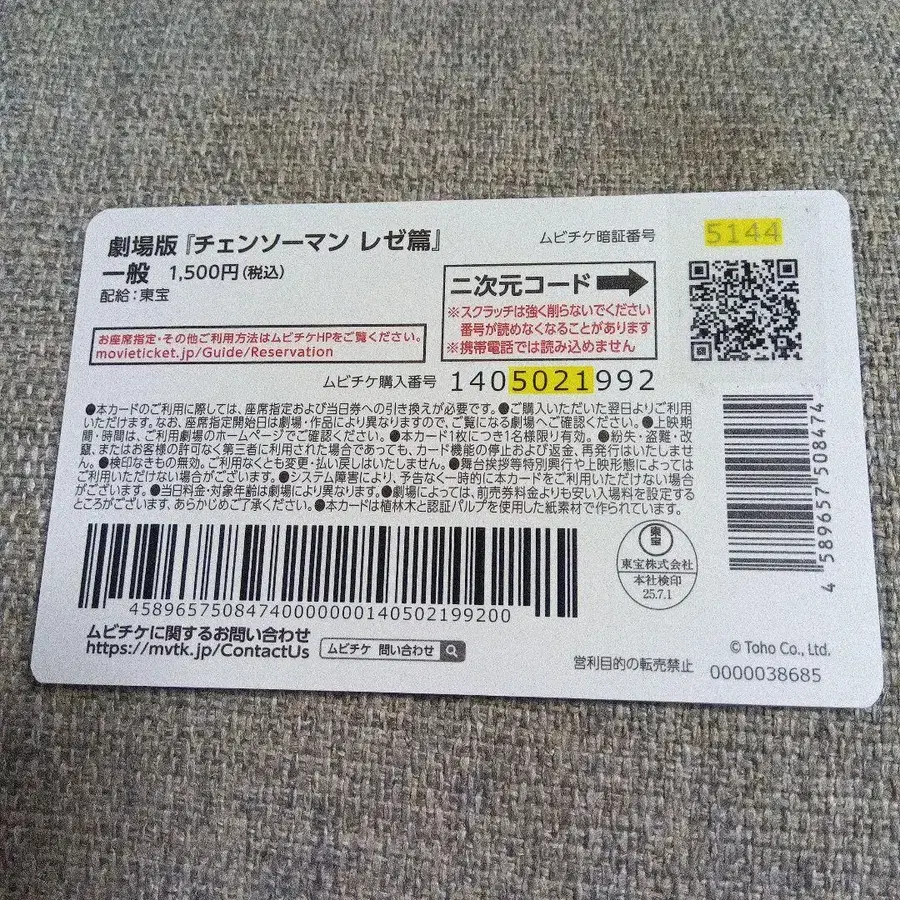 劇場版『チェンソーマン レゼ篇』
一般 1,500円(税込)
配給：東宝
ムビチケ暗証番号
5144
二次元コード
※スクラッチは強く削らないでください
番号が読めなくなることがあります
※携帯電話では読み込めません
お座席指定・その他ご利用方法はムビチケHPをご覧ください。
movieticket.jp/Guide/Reservation
ムビチケ購入番号 1405021992
●本カードのご利用に際しては、座席指定および当日券への引き換えが必要です。●ご購入いただいた翌日よりご利用
いただけます。なお、座席指定開始日は劇場・作品により異なりますので、ご覧になる劇場へご確認ください。●上映期
間・時間は、ご利用劇場のホームページでご確認ください。●本カード1枚につき1名様限り有効。●紛失・盗難・改
竄、またはお客様の許可なく第三者に利用された場合であっても、カード機能の停止および返金、再発行はいたしませ
ん。●検印なきもの無効。ご利用なくとも変更・払い戻しはいたしません。●舞台挨拶等特別興行や上映形態によっては
ご利用いただけない場合がございます。●システム障害により、予告なく一時的に本カードをご利用いただけない場合
がございます。●当日料金・対象年齢は劇場により異なります。●劇場によっては、前売券料金よりも安い入場料を設定する
ところがございます、あらかじめご了承ください。●本カードは植林木と認証パルプを使用した紙素材で作られています。
4589657508474000000014050219920​0
4 589657 508474
東宝
東宝株式会社
本社検印
25.7.1
ムビチケに関するお問い合わせ
https://mvtk.jp/ContactUs
ムビチケ 問い合わせ
© Toho Co., Ltd.
営利目的の転売禁止
0000038685